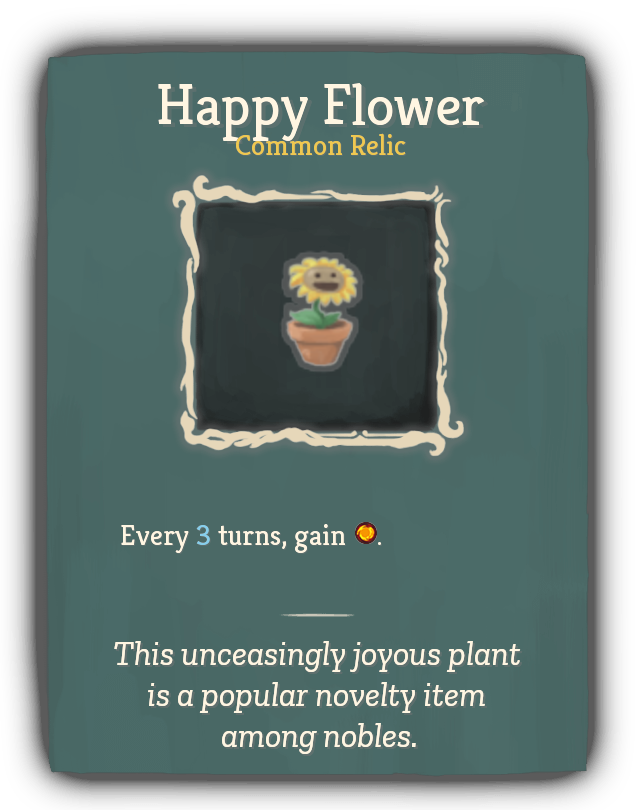 Happy Flower
Common Relic
Every 3 turns, gain .
This unceasingly joyous plant
is a popular novelty item
among nobles.